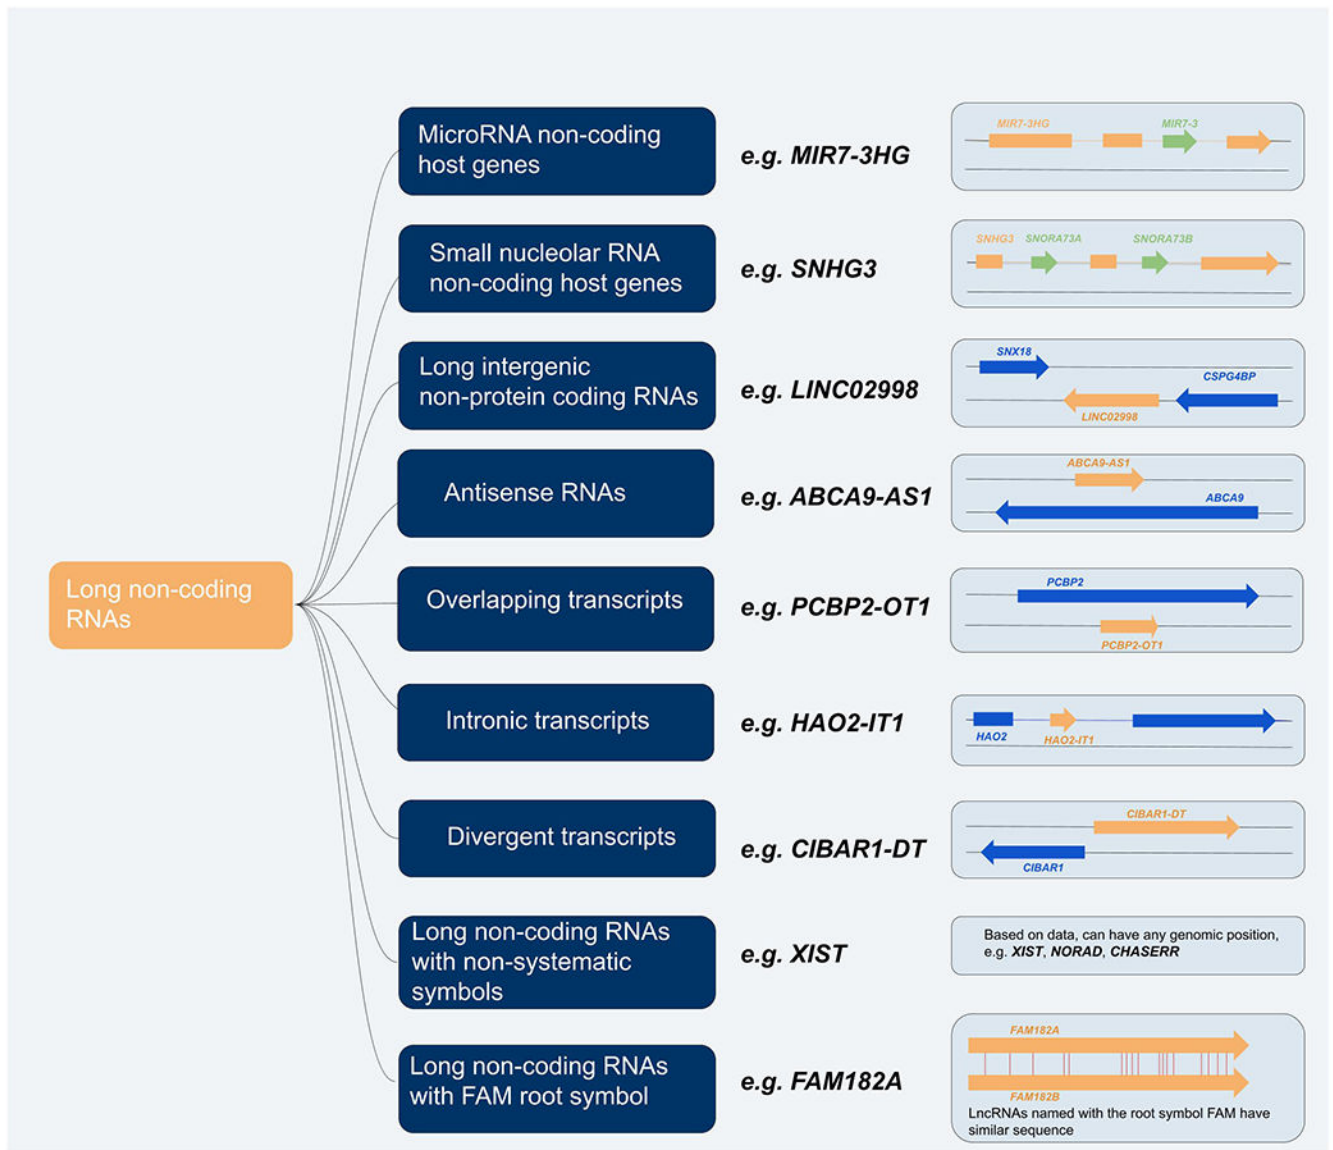 Long non-coding
RNAs
MicroRNA non-coding
host genes
e.g. MIR7-3HG
MIR7-3HG
MIR7-3
Small nucleolar RNA
non-coding host genes
e.g. SNHG3
SNHG3
SNORA73A
SNORA73B
Long intergenic
non-protein coding RNAs
e.g. LINC02998
SNX18
CSPG4BP
LINC02998
Antisense RNAs
e.g. ABCA9-AS1
ABCA9-AS1
ABCA9
Overlapping transcripts
e.g. PCBP2-OT1
PCBP2
PCBP2-OT1
Intronic transcripts
e.g. HAO2-IT1
HAO2
HAO2-IT1
Divergent transcripts
e.g. CIBAR1-DT
CIBAR1-DT
CIBAR1
Long non-coding RNAs
with non-systematic
symbols
e.g. XIST
Based on data, can have any genomic position,
e.g. XIST, NORAD, CHASERR
Long non-coding RNAs
with FAM root symbol
e.g. FAM182A
FAM182A
FAM182B
LncRNAs named with the root symbol FAM have
similar sequence